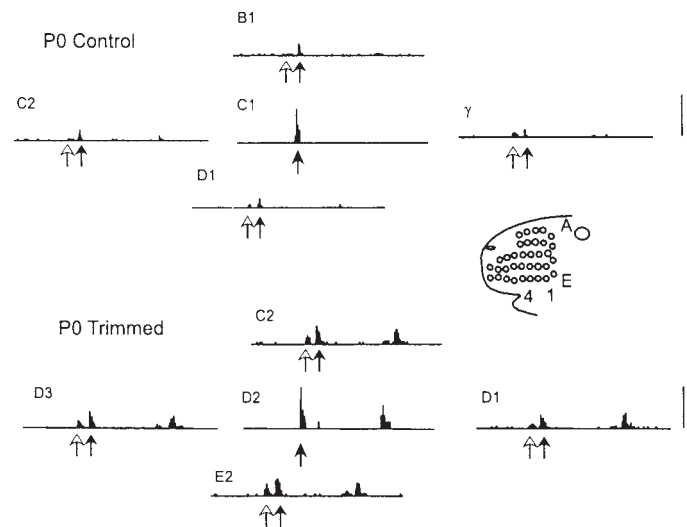 B1
P0 Control
C2
C1
γ
D1
A
E
4 1
P0 Trimmed
C2
D3
D2
D1
E2